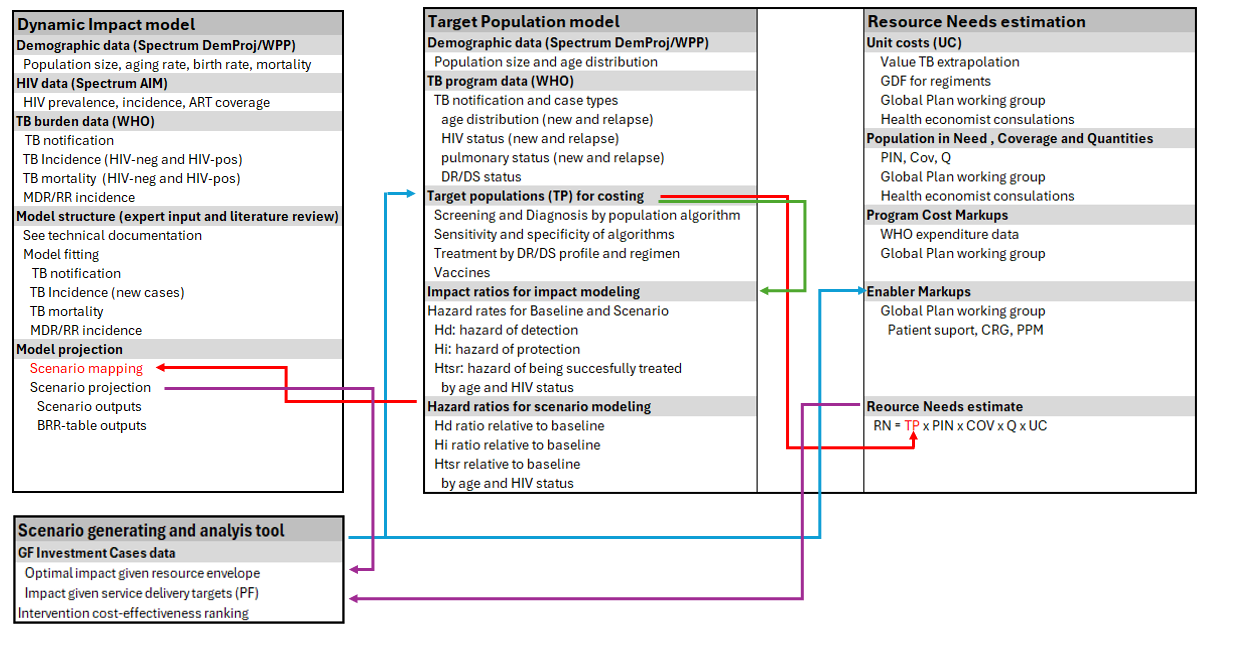 Dynamic Impact model
Demographic data (Spectrum DemProj/WPP)
Population size, aging rate, birth rate, mortality
HIV data (Spectrum AIM)
HIV prevalence, incidence, ART coverage
TB burden data (WHO)
TB notification
TB Incidence (HIV-neg and HIV-pos)
TB mortality (HIV-neg and HIV-pos)
MDR/RR incidence
Model structure (expert input and literature review)
See technical documentation
Model fitting
TB notification
TB Incidence (new cases)
TB mortality
MDR/RR incidence
Model projection
Scenario mapping
Scenario projection
Scenario outputs
BRR-table outputs
Target Population model
Demographic data (Spectrum DemProj/WPP)
Population size and age distribution
TB program data (WHO)
TB notification and case types
age distribution (new and relapse)
HIV status (new and relapse)
pulmonary status (new and relapse)
DR/DS status
Target populations (TP) for costing
Screening and Diagnosis by population algorithm
Sensitivity and specificity of algorithms
Treatment by DR/DS profile and regimen
Vaccines
Impact ratios for impact modeling
Hazard rates for Baseline and Scenario
Hd: hazard of detection
Hi: hazard of protection
Htsr: hazard of being succesfully treated
by age and HIV status
Hazard ratios for scenario modeling
Hd ratio relative to baseline
Hi ratio relative to baseline
Htsr relative to baseline
by age and HIV status
Resource Needs estimation
Unit costs (UC)
Value TB extrapolation
GDF for regiments
Global Plan working group
Health economist consulations
Population in Need , Coverage and Quantities
PIN, Cov, Q
Global Plan working group
Health economist consulations
Program Cost Markups
WHO expenditure data
Global Plan working group
Enabler Markups
Global Plan working group
Patient suport, CRG, PPM
Reource Needs estimate
RN = TP x PIN x COV x Q x UC
Scenario generating and analyis tool
GF Investment Cases data
Optimal impact given resource envelope
Impact given service delivery targets (PF)
Intervention cost-effectiveness ranking